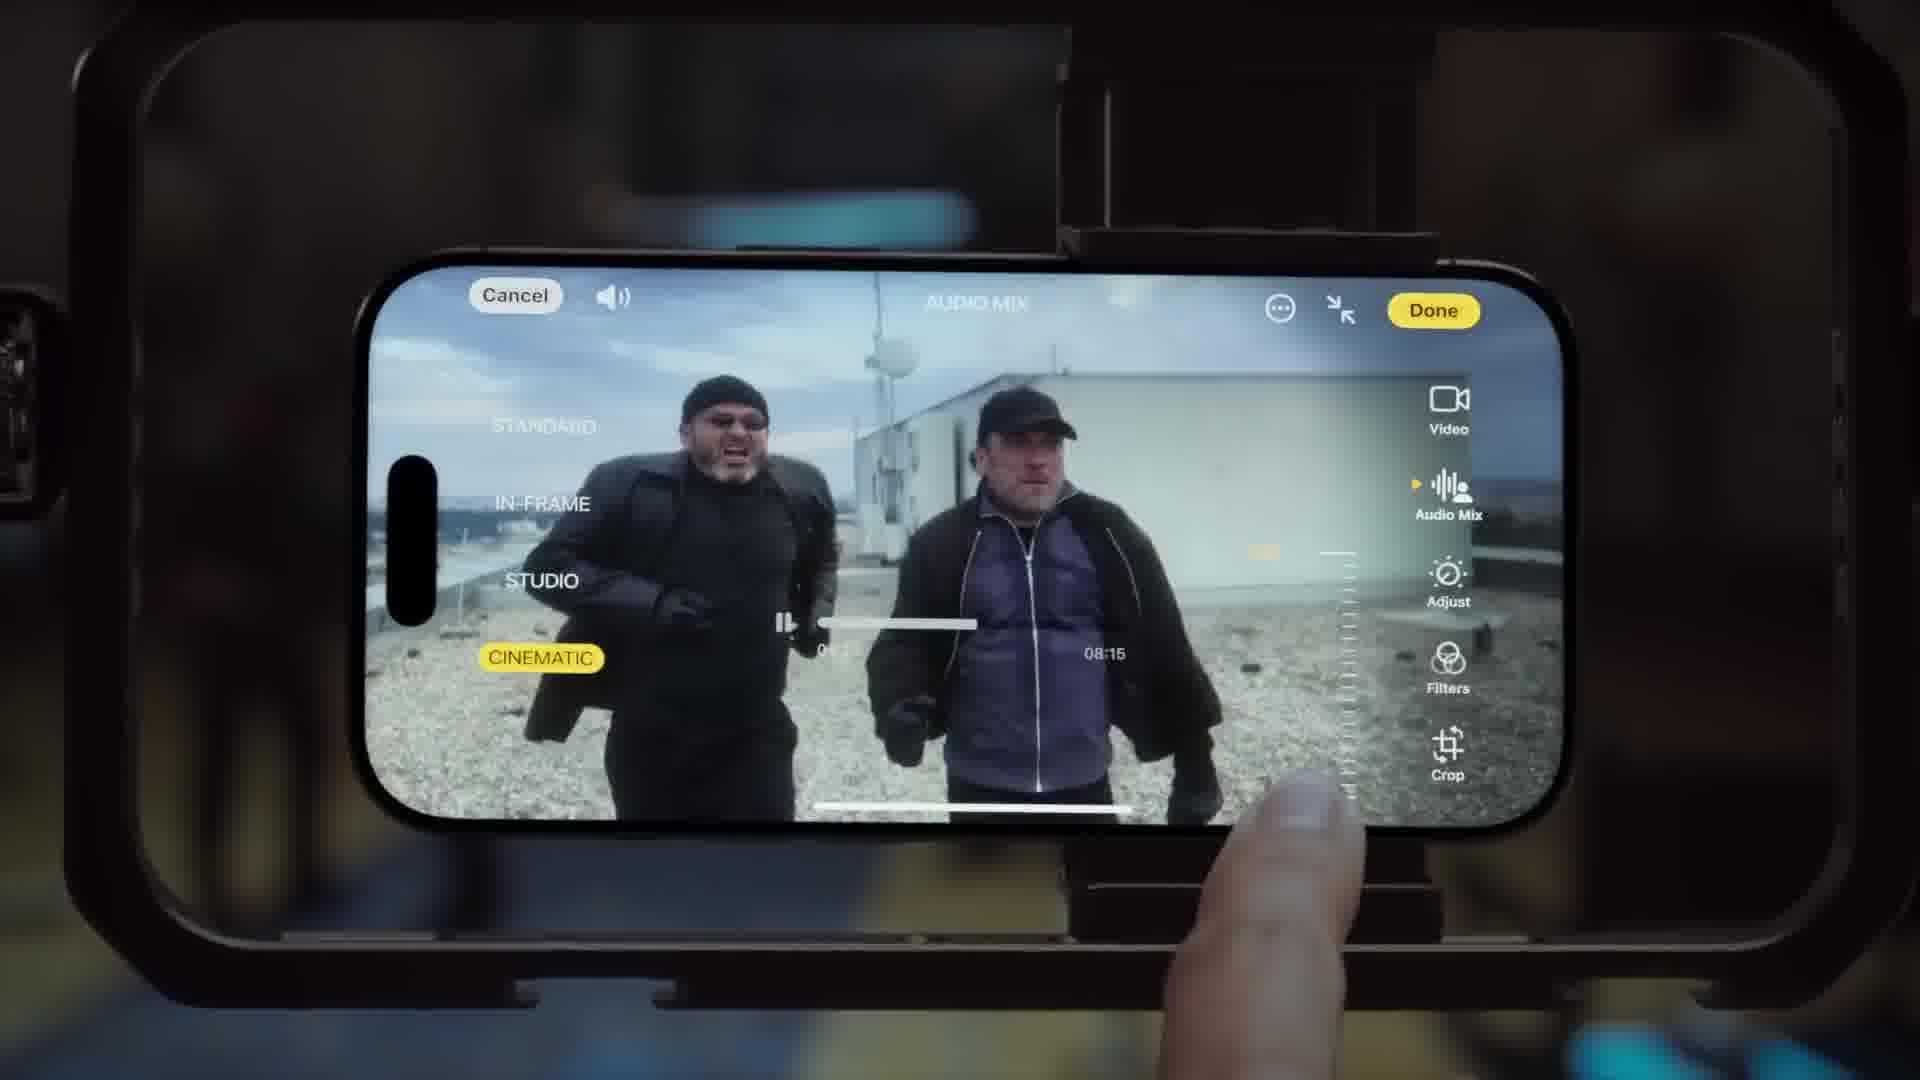 Cancel
AUDIO MIX
Done
STANDARD
IN-FRAME
STUDIO
CINEMATIC
08:15
Video
Audio Mix
Adjust
Filters
Crop